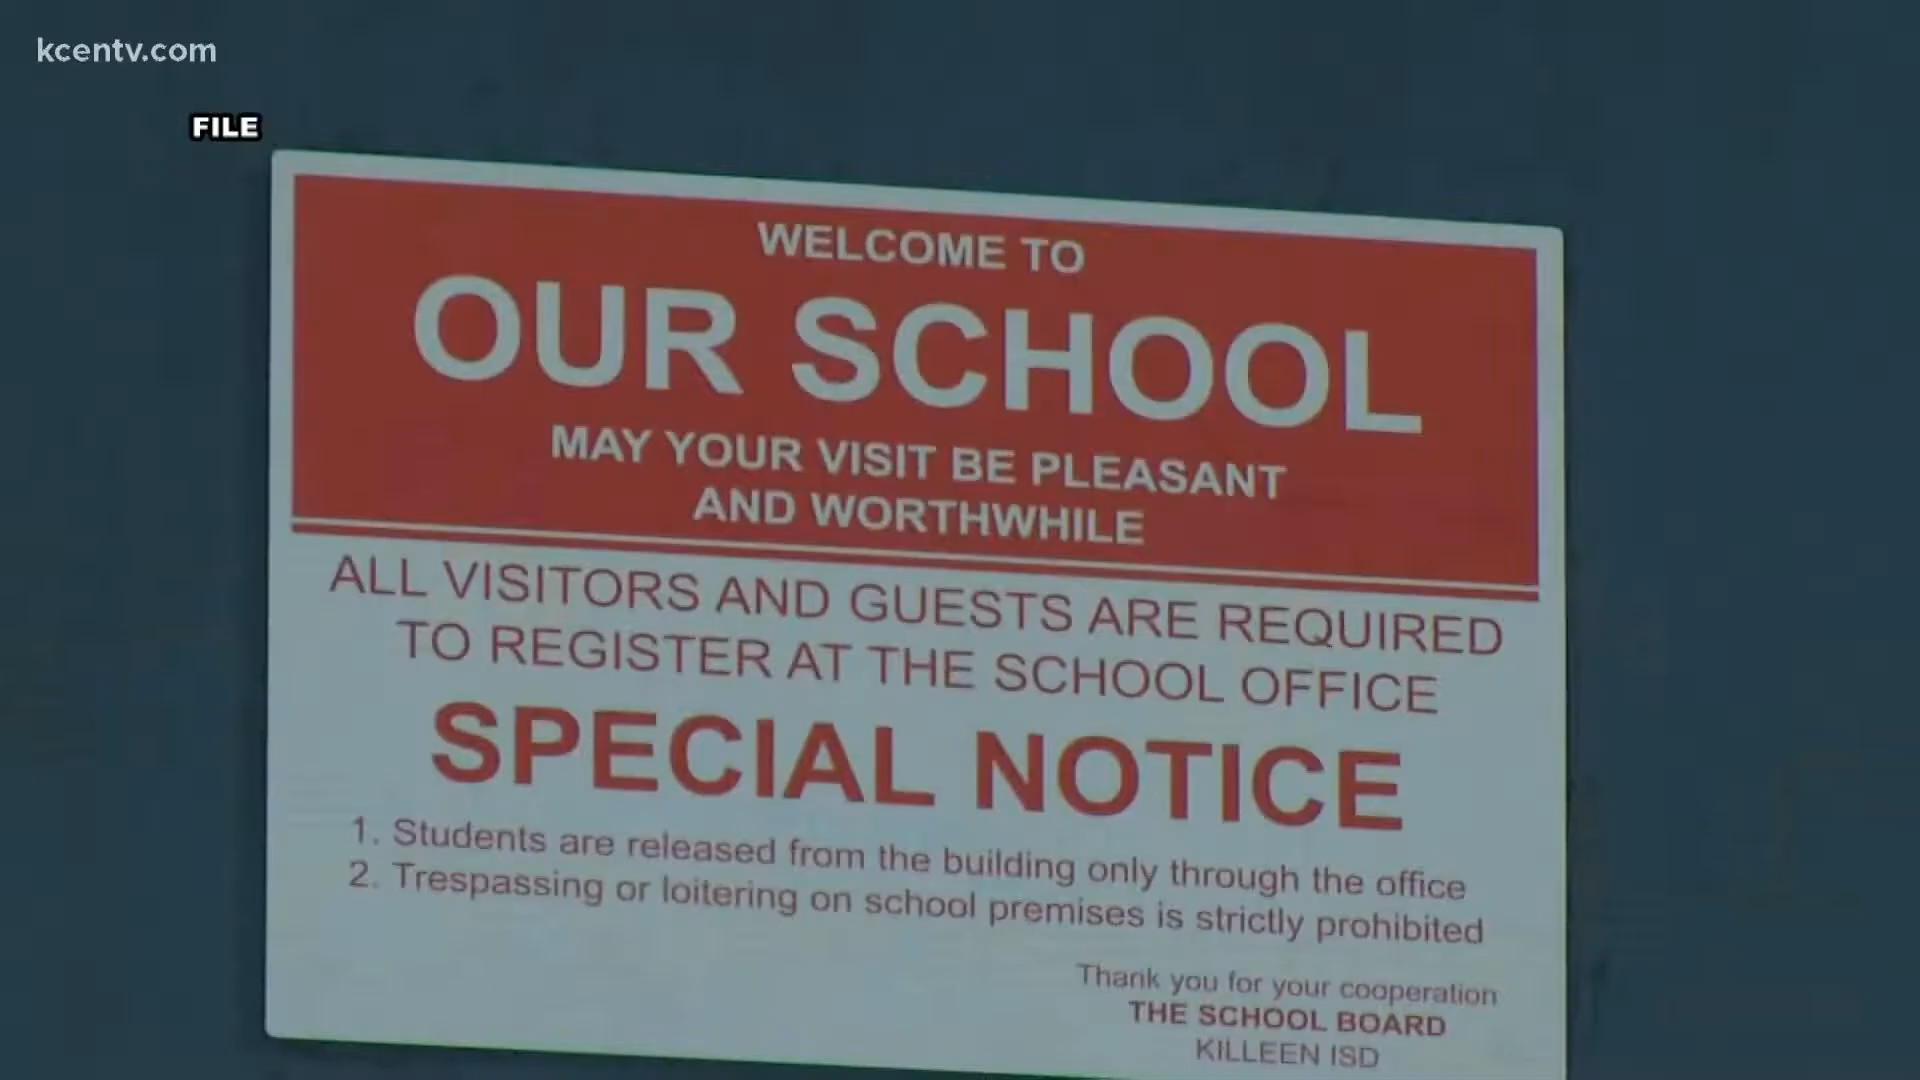 kcentv.com
FILE
WELCOME TO
OUR SCHOOL
MAY YOUR VISIT BE PLEASANT
AND WORTHWHILE
ALL VISITORS AND GUESTS ARE REQUIRED
TO REGISTER AT THE SCHOOL OFFICE
SPECIAL NOTICE
1. Students are released from the building only through the office
2. Trespassing or loitering on school premises is strictly prohibited
Thank you for your cooperation
THE SCHOOL BOARD
KILLEEN ISD